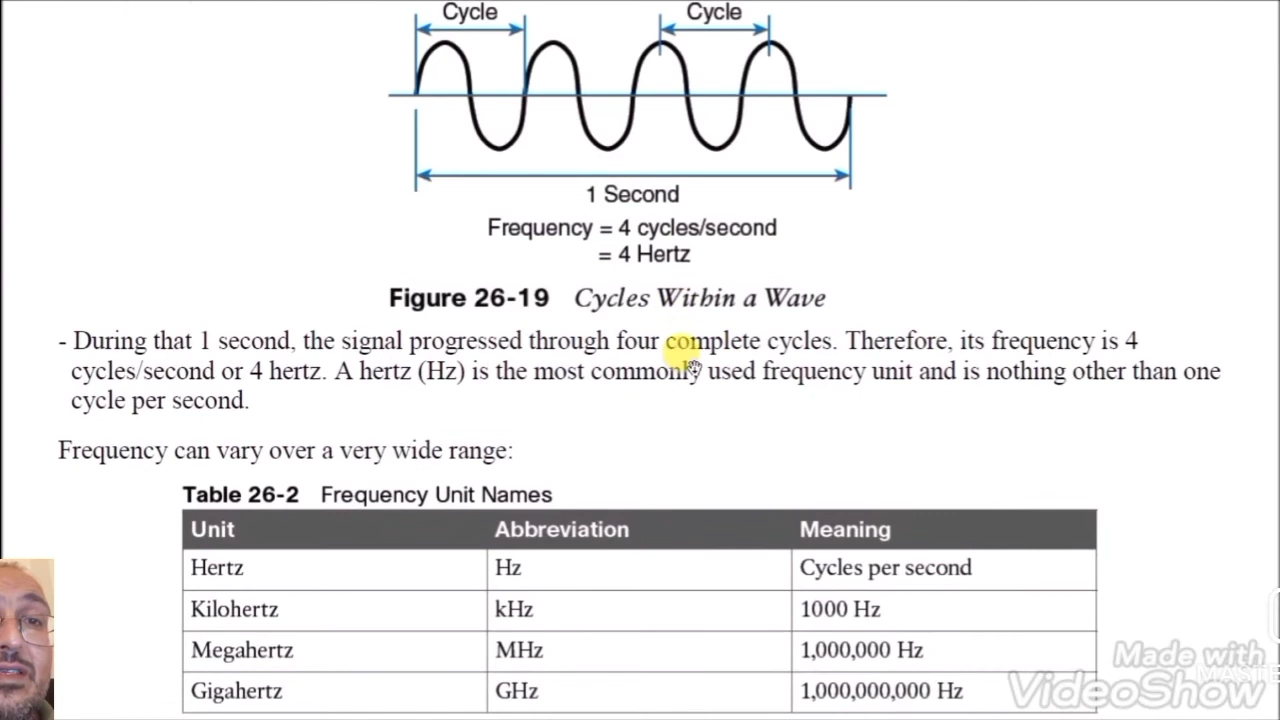 Cycle Cycle
1 Second
Frequency = 4 cycles/second
= 4 Hertz
Figure 26-19 Cycles Within a Wave
- During that 1 second, the signal progressed through four complete cycles. Therefore, its frequency is 4
cycles/second or 4 hertz. A hertz (Hz) is the most commonly used frequency unit and is nothing other than one
cycle per second.
Frequency can vary over a very wide range:
Table 26-2 Frequency Unit Names
Unit Abbreviation Meaning
Hertz Hz Cycles per second
Kilohertz kHz 1000 Hz
Megahertz MHz 1,000,000 Hz
Gigahertz GHz 1,000,000,000 Hz
Made with
VideoShow